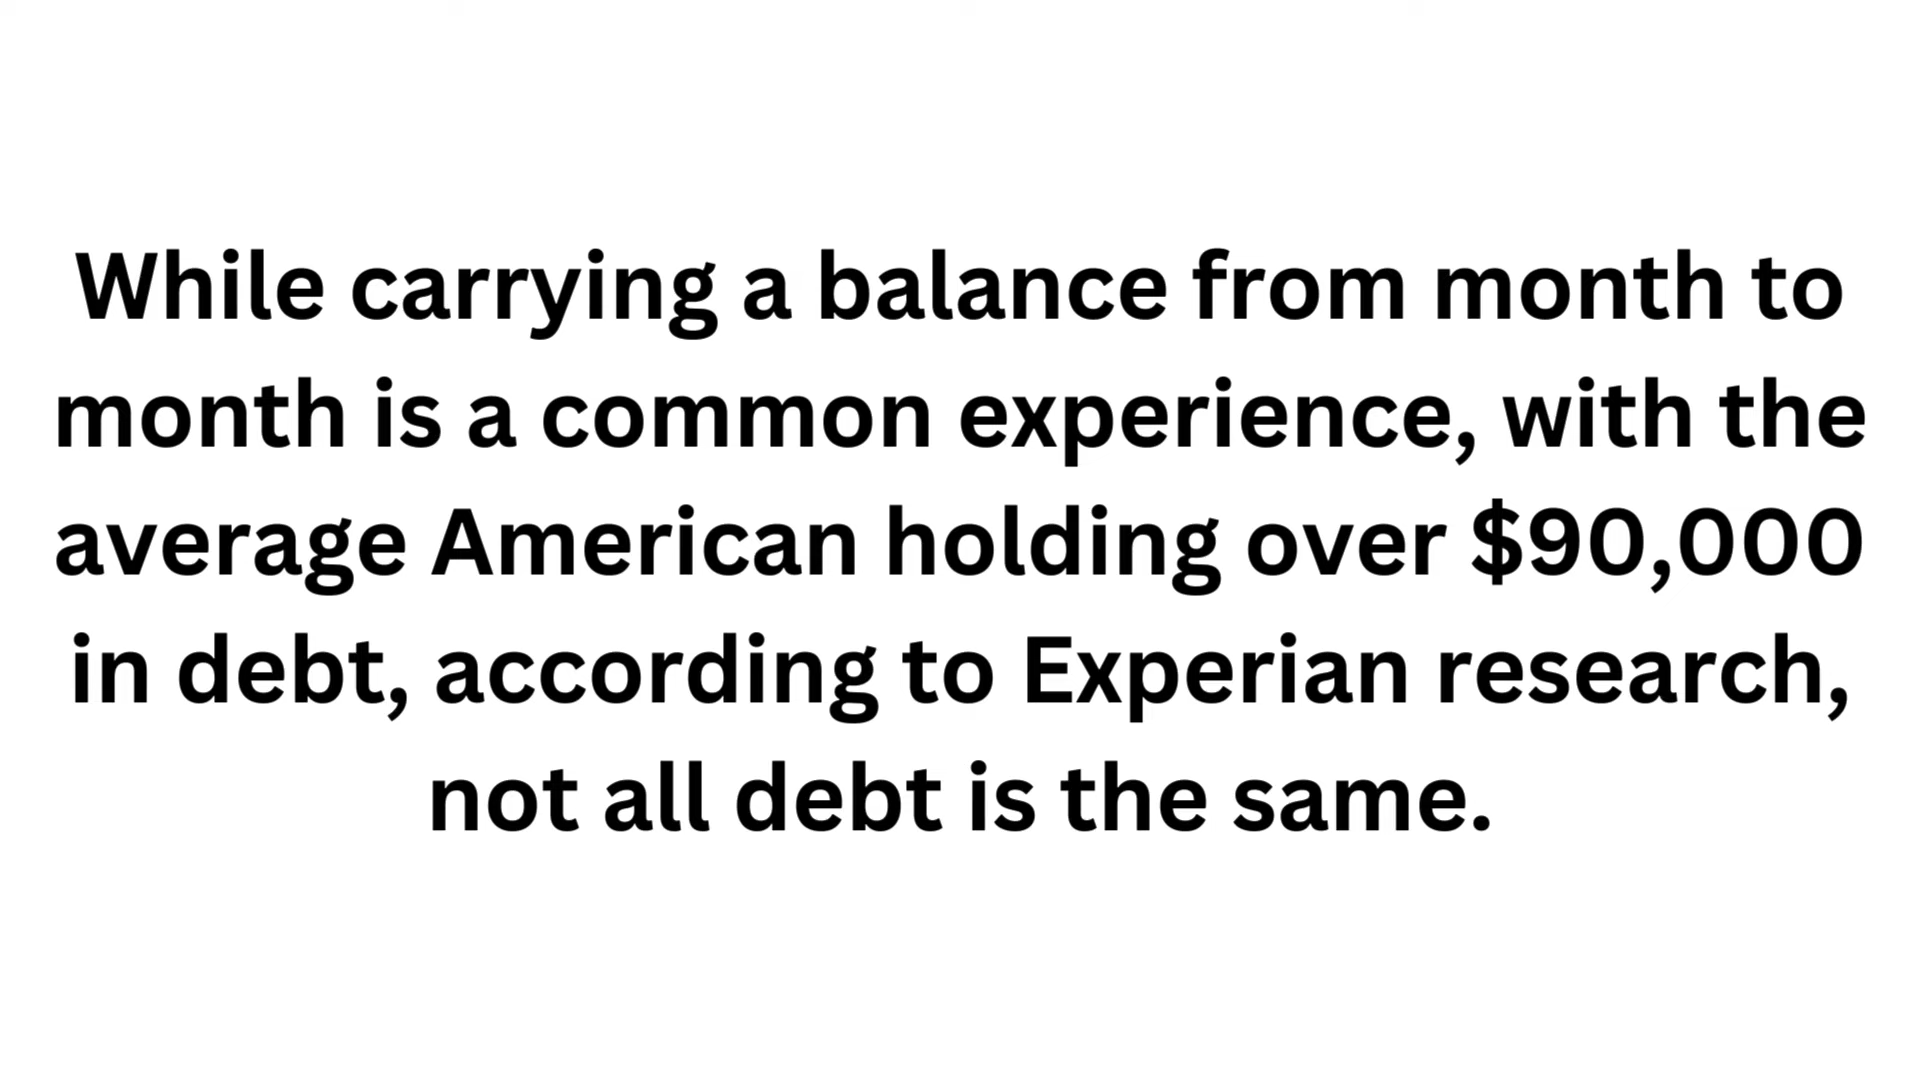 While carrying a balance from month to
month is a common experience, with the
average American holding over $90,000
in debt, according to Experian research,
not all debt is the same.